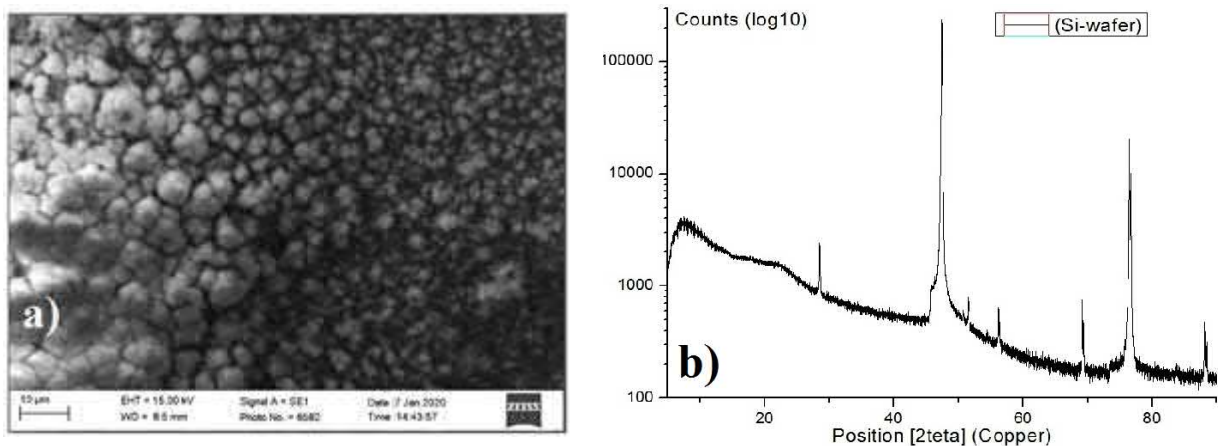 a)
10 µm
EHT = 15.00 kV
WD = 8.5 mm
Signal A = SE1
Photo No. = 6582
Date :7 Jan 2020
Time :14:43:57
ZEISS
Counts (log10)
(Si-wafer)
100000
10000
1000
100
b)
20 40 60 80
Position [2teta] (Copper)